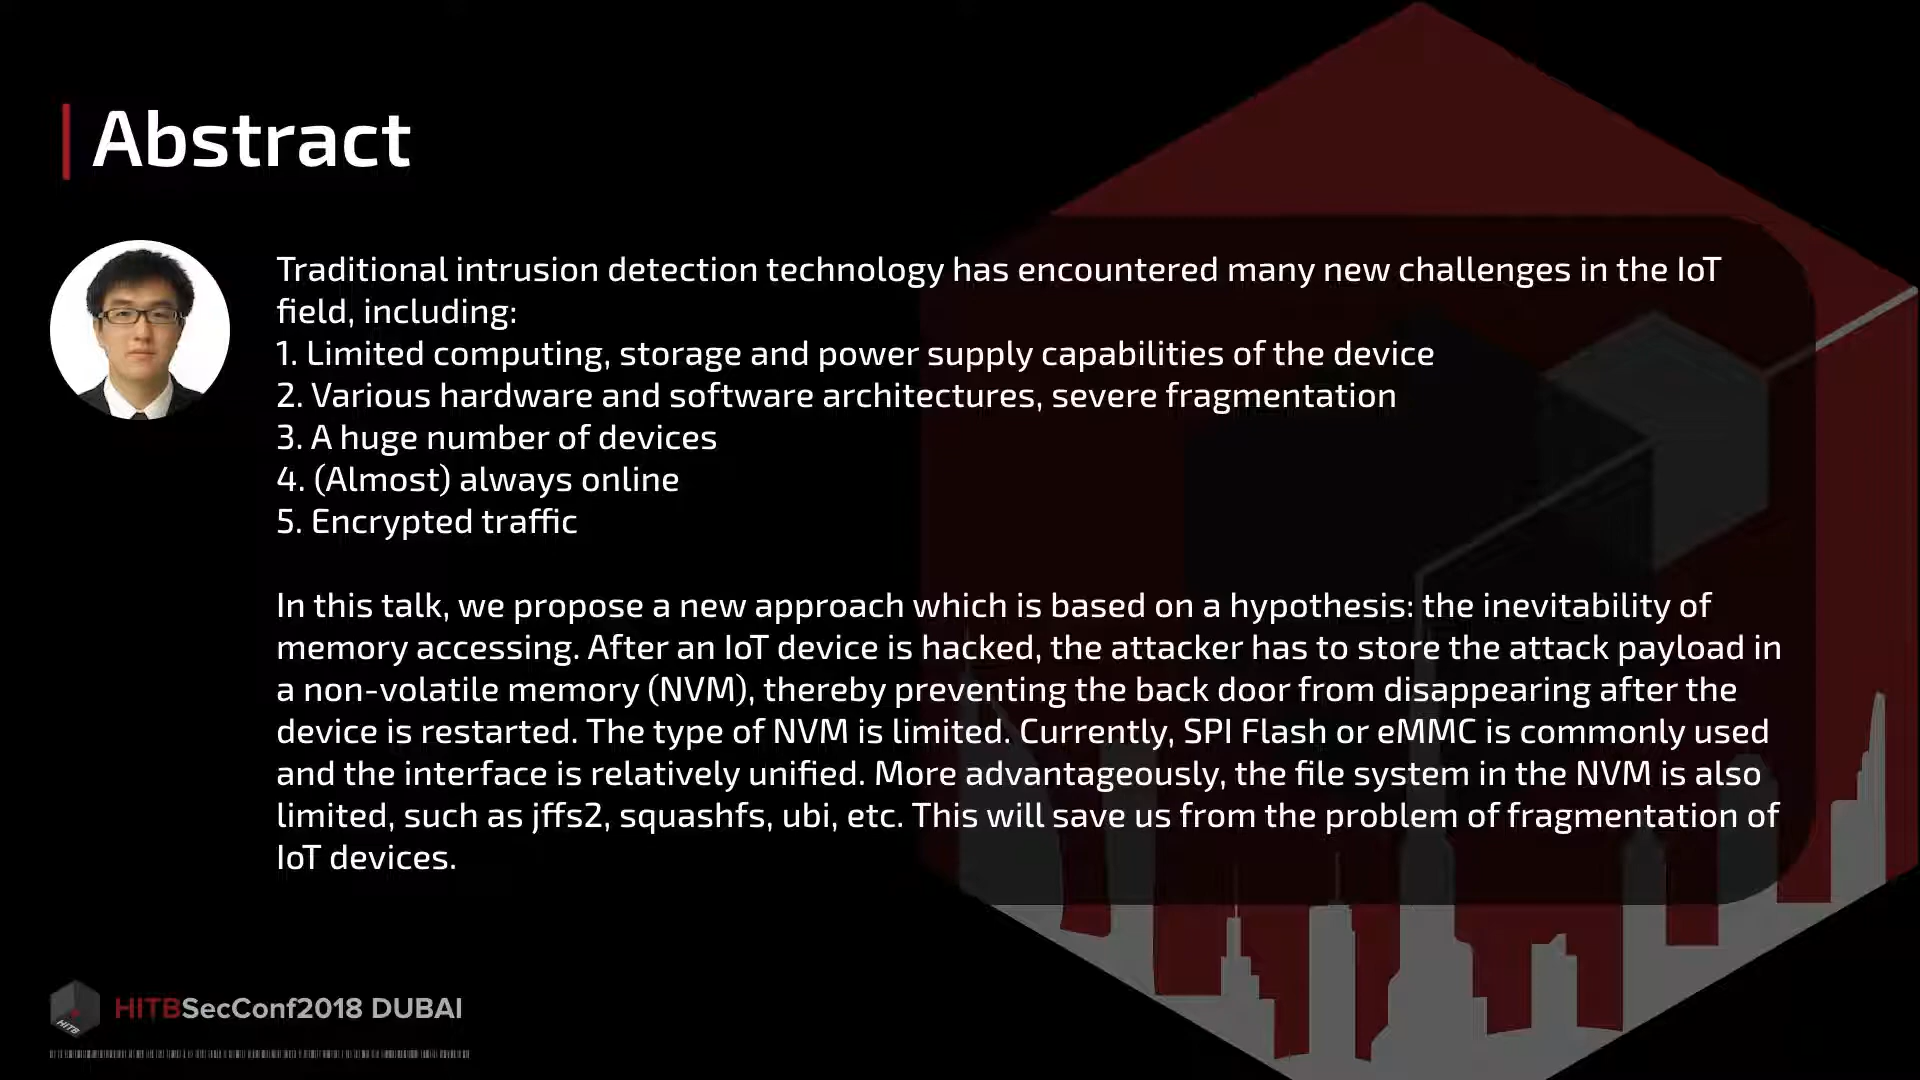 Abstract
Traditional intrusion detection technology has encountered many new challenges in the IoT
field, including:
1. Limited computing, storage and power supply capabilities of the device
2. Various hardware and software architectures, severe fragmentation
3. A huge number of devices
4. (Almost) always online
5. Encrypted traffic
In this talk, we propose a new approach which is based on a hypothesis: the inevitability of
memory accessing. After an IoT device is hacked, the attacker has to store the attack payload in
a non-volatile memory (NVM), thereby preventing the back door from disappearing after the
device is restarted. The type of NVM is limited. Currently, SPI Flash or eMMC is commonly used
and the interface is relatively unified. More advantageously, the file system in the NVM is also
limited, such as jffs2, squashfs, ubi, etc. This will save us from the problem of fragmentation of
IoT devices.
HITB
HITBSecConf2018 DUBAI